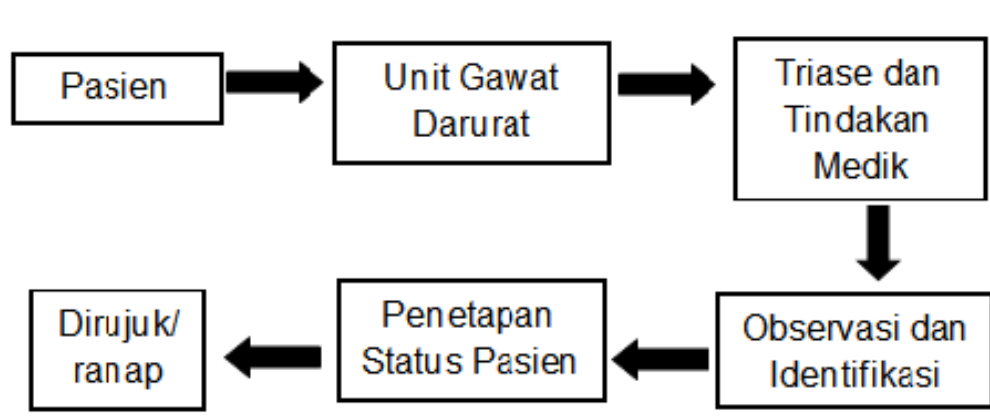 Pasien
Unit Gawat
Darurat
Triase dan
Tindakan
Medik
Observasi dan
Identifikasi
Penetapan
Status Pasien
Dirujuk/
ranap